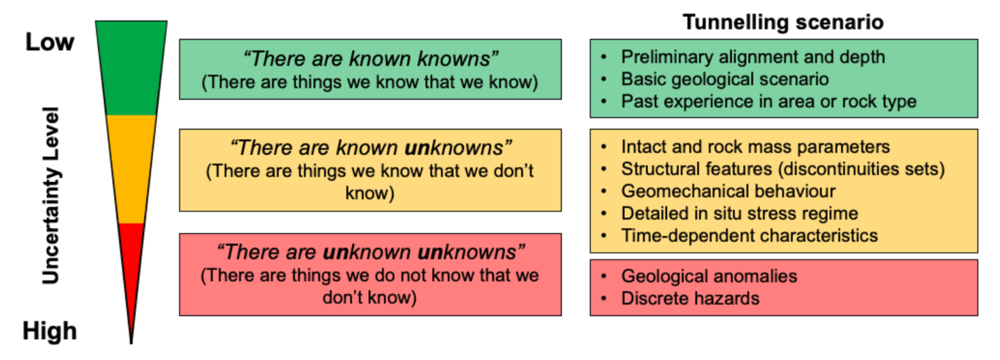 Tunnelling scenario
Low
Uncertainty Level
High
“There are known knowns”
(There are things we know that we know)
• Preliminary alignment and depth
• Basic geological scenario
• Past experience in area or rock type
“There are known unknowns”
(There are things we know that we don’t
know)
• Intact and rock mass parameters
• Structural features (discontinuities sets)
• Geomechanical behaviour
• Detailed in situ stress regime
• Time-dependent characteristics
“There are unknown unknowns”
(There are things we do not know that we
don’t know)
• Geological anomalies
• Discrete hazards